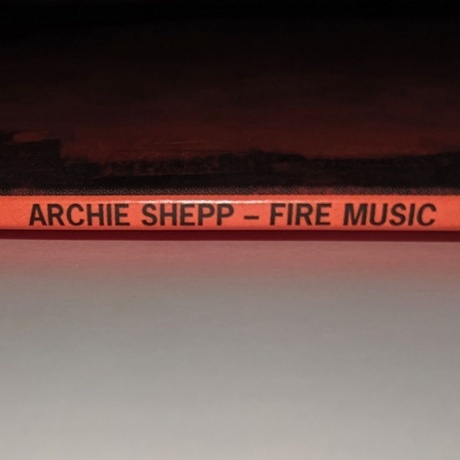 ARCHIE SHEPP – FIRE MUSIC